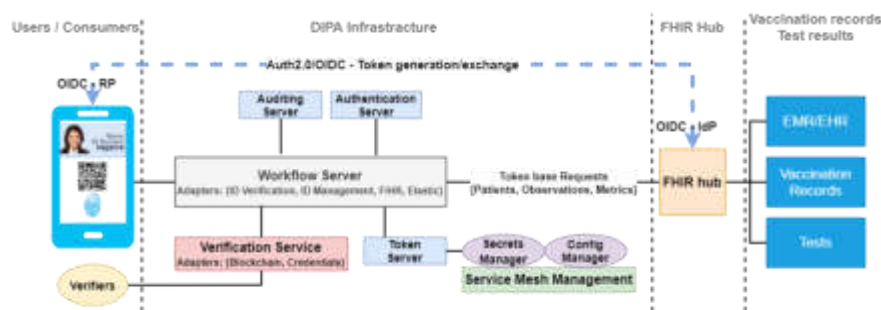 Users / Consumers
DIPA Infrastracture
FHIR Hub
Vaccination records
Test results
Auth2.0/OIDC - Token generation/exchange
OIDC - RP
OIDC - IdP
Auditing
Server
Authentication
Server
EMR/EHR
Workflow Server
Adapters: [ID Verification, ID Management, FIHR, Elastic]
Token base Requests
[Patients, Observations, Metrics]
FHIR hub
Vaccination
Records
Verification Service
Adapters: [Blockchain, Credentials]
Token
Server
Secrets
Manager
Config
Manager
Tests
Verifiers
Service Mesh Management